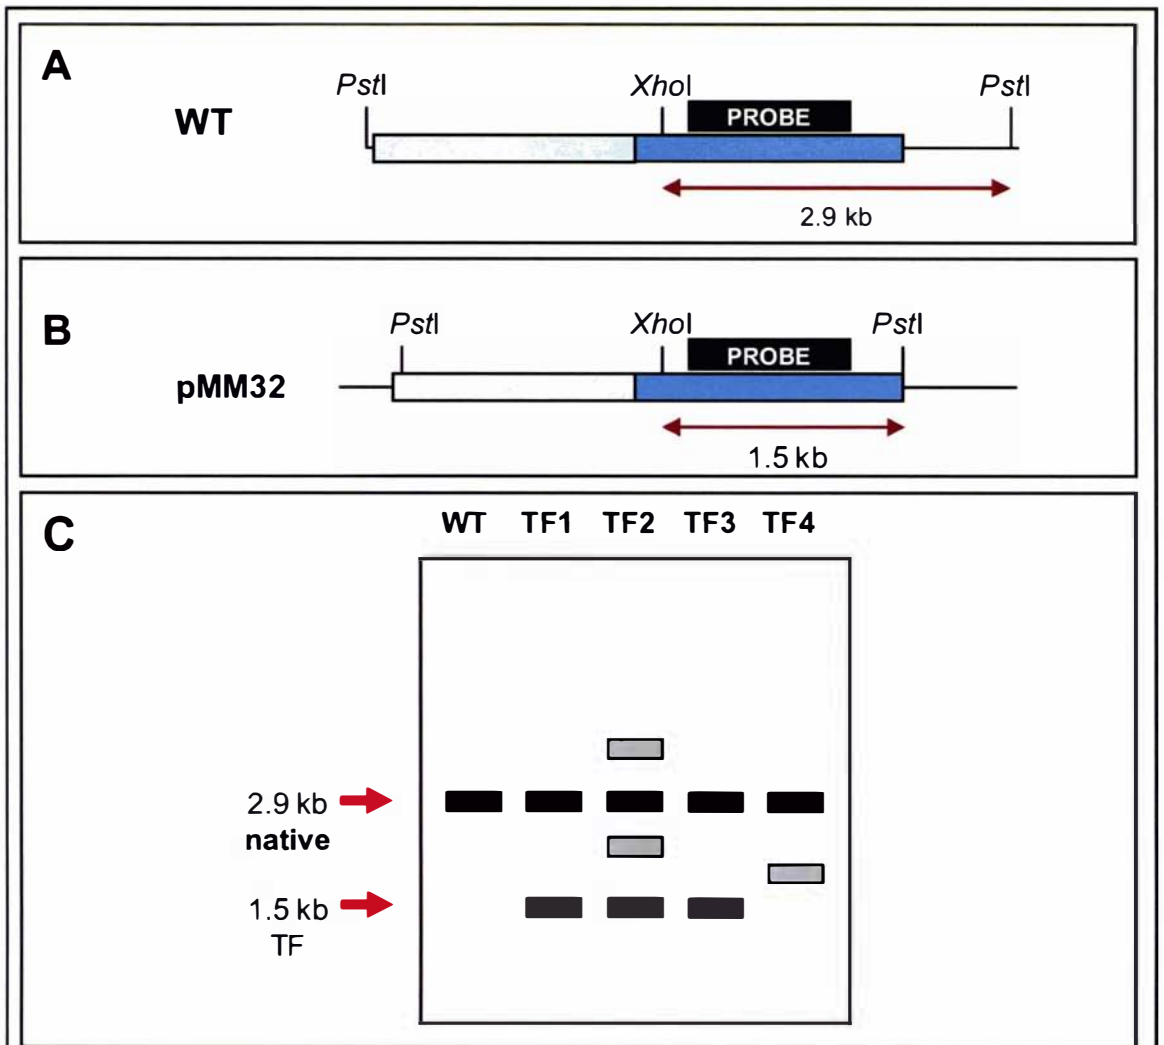 A
PstI XhoI PstI
WT
PROBE
2.9 kb
B
PstI XhoI PstI
PROBE
pMM32
1.5 kb
C
WT TF1 TF2 TF3 TF4
2.9 kb
native
1.5 kb
TF